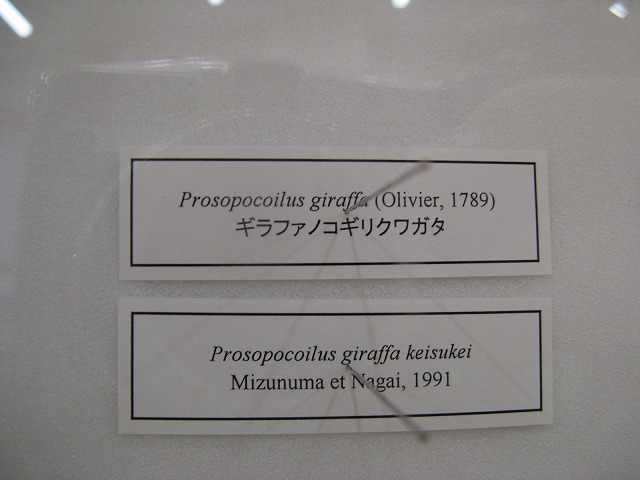 Prosopocoilus giraffa (Olivier, 1789)
ギラファノコギリクワガタ
Prosopocoilus giraffa keisukei
Mizunuma et Nagai, 1991